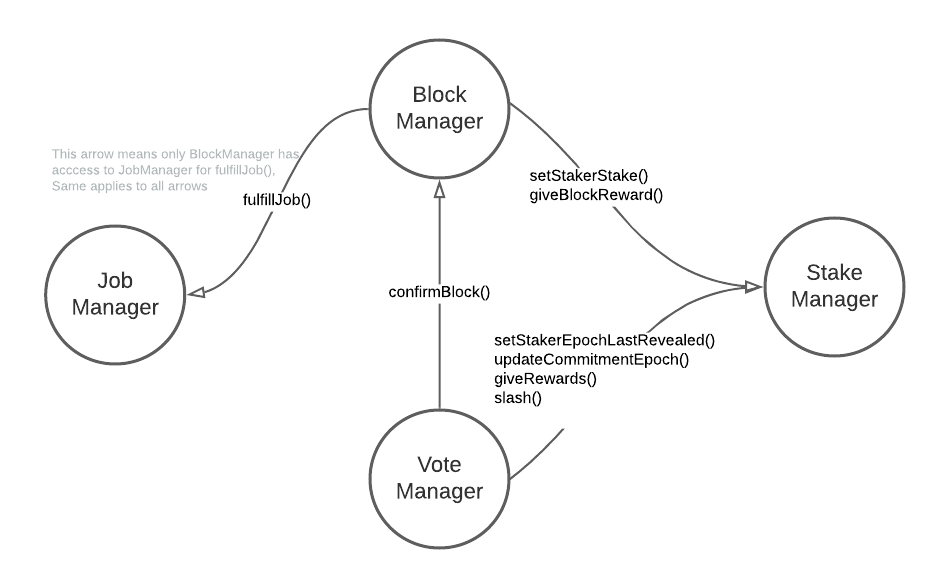 Block
Manager
This arrow means only BlockManager has
acccess to JobManager for fulfillJob(),
Same applies to all arrows
setStakerStake()
giveBlockReward()
fulfillJob()
Job
Manager
Stake
Manager
confirmBlock()
setStakerEpochLastRevealed()
updateCommitmentEpoch()
giveRewards()
slash()
Vote
Manager